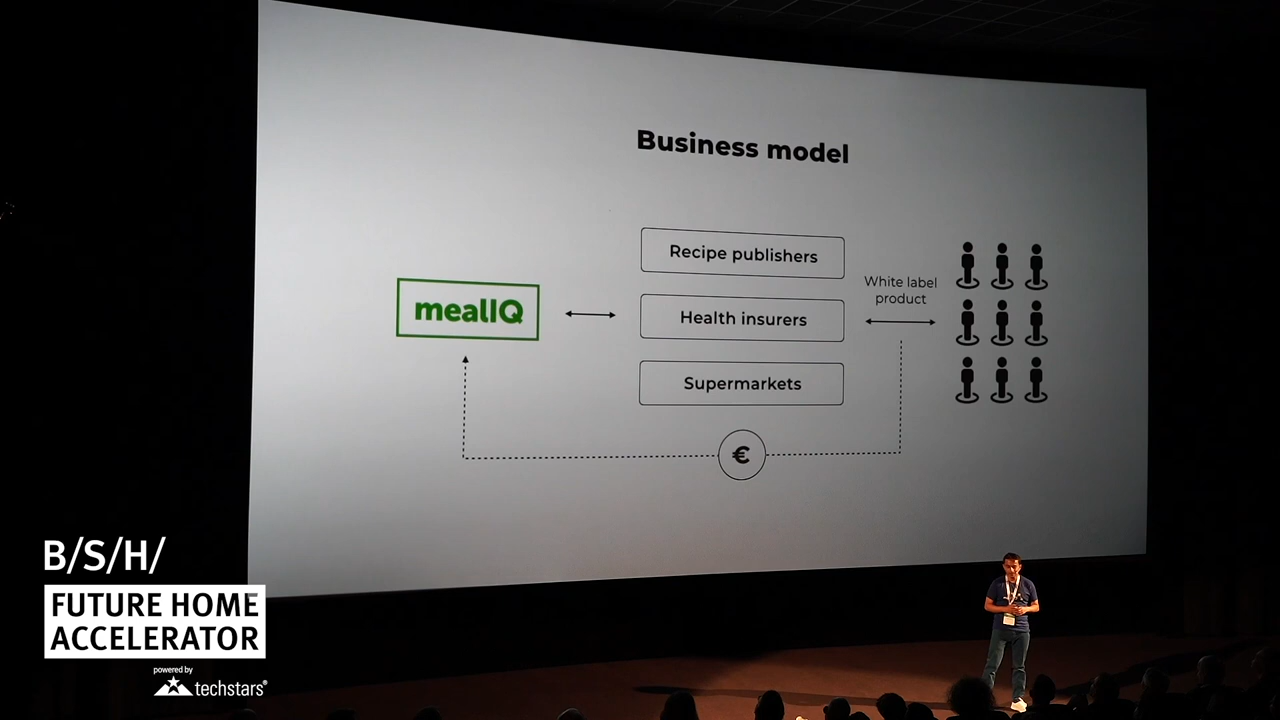 Business model
Recipe publishers
mealIQ
Health insurers
Supermarkets
White label
product
€
B/S/H/
FUTURE HOME
ACCELERATOR
powered by
techstars®